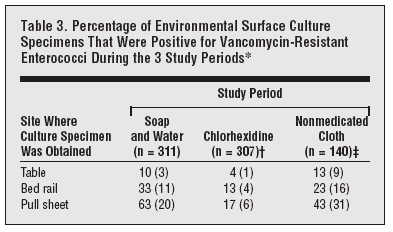 Table 3. Percentage of Environmental Surface Culture
Specimens That Were Positive for Vancomycin-Resistant
Enterococci During the 3 Study Periods*
Study Period
Site Where Culture Specimen Was Obtained | Soap and Water (n = 311) | Chlorhexidine (n = 307)† | Nonmedicated Cloth (n = 140)‡
Table 10 (3) 4 (1) 13 (9)
Bed rail 33 (11) 13 (4) 23 (16)
Pull sheet 63 (20) 17 (6) 43 (31)